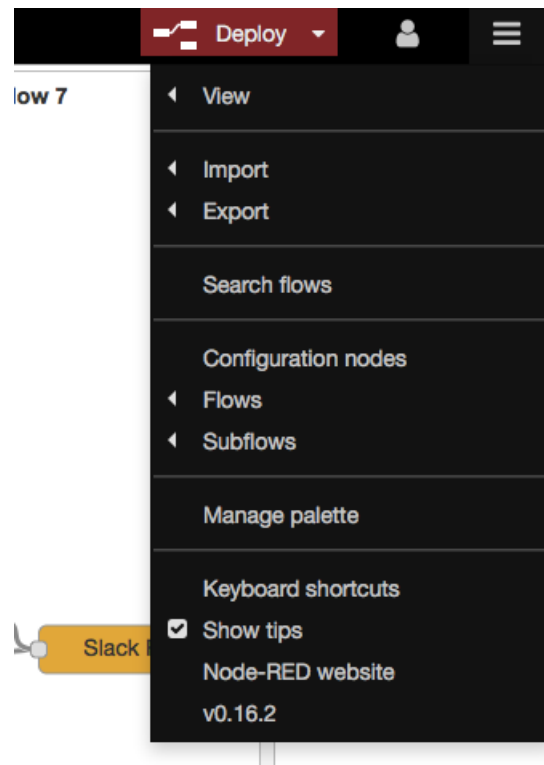 Deploy
low 7
View
Import
Export
Search flows
Configuration nodes
Flows
Subflows
Manage palette
Keyboard shortcuts
Show tips
Slack
Node-RED website
v0.16.2